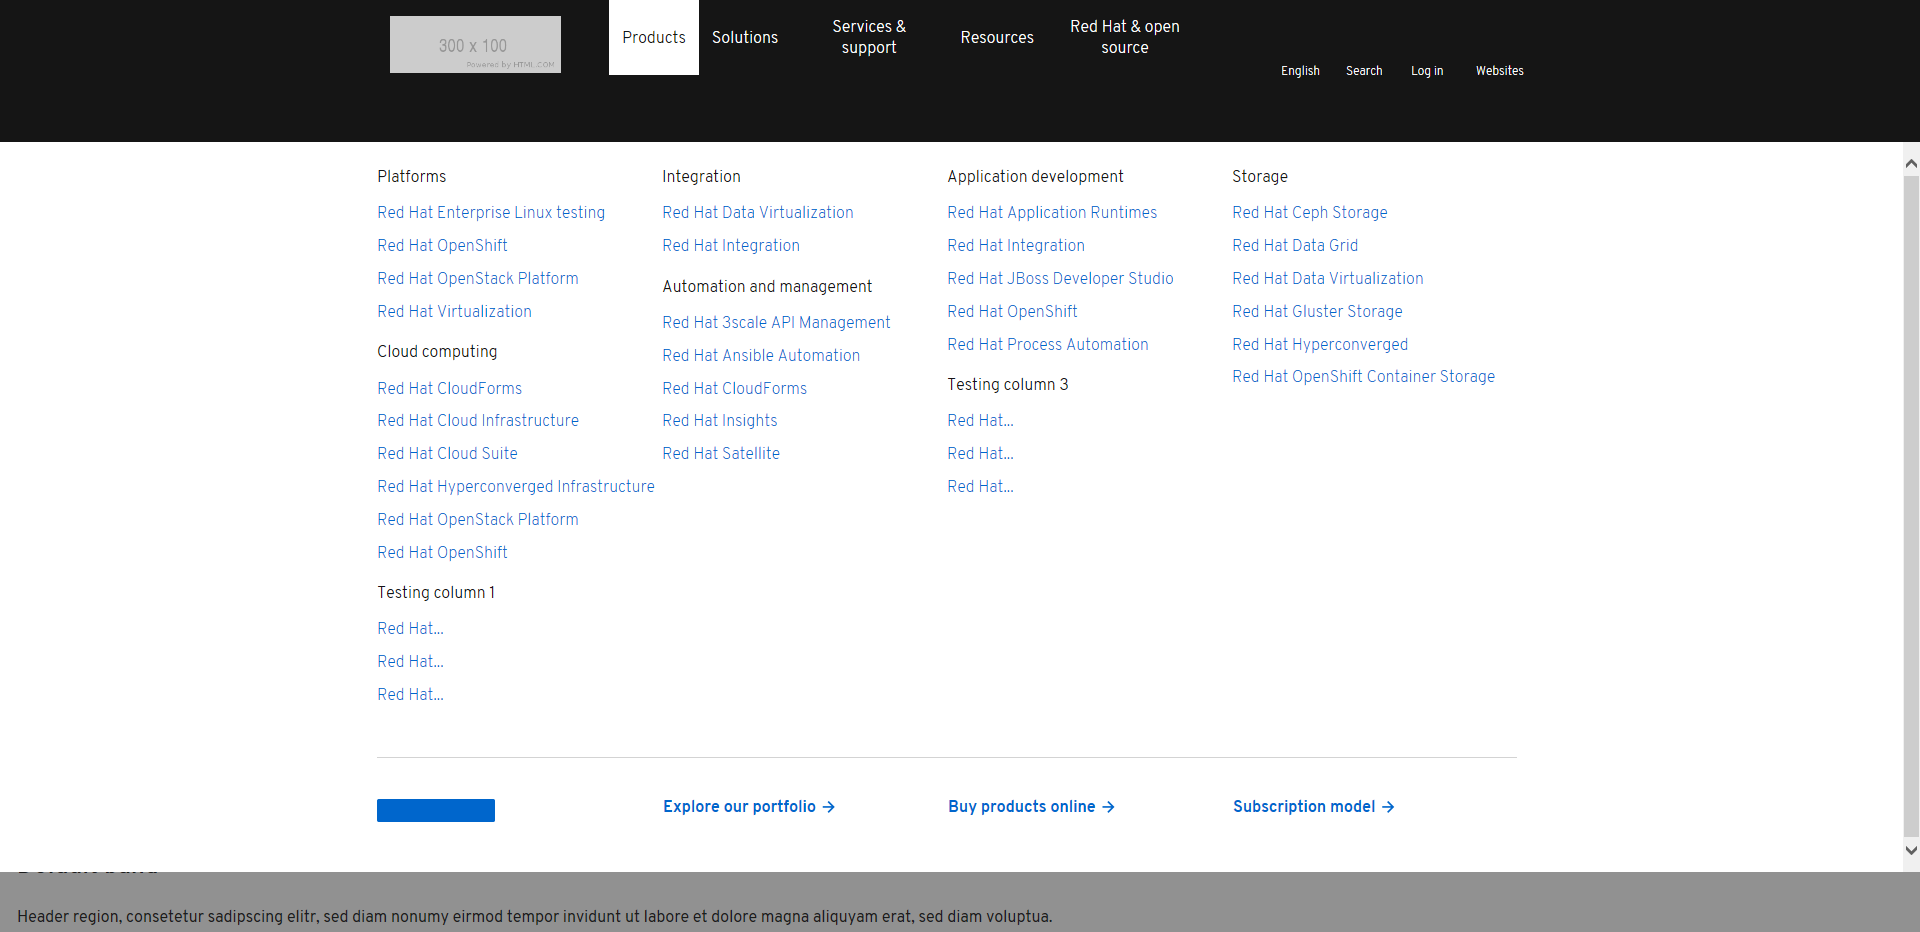 300 x 100
Powered by HTML.COM
Products
Solutions
Services &
support
Resources
Red Hat & open
source
English
Search
Log in
Websites
Platforms
Red Hat Enterprise Linux testing
Red Hat OpenShift
Red Hat OpenStack Platform
Red Hat Virtualization
Cloud computing
Red Hat CloudForms
Red Hat Cloud Infrastructure
Red Hat Cloud Suite
Red Hat Hyperconverged Infrastructure
Red Hat OpenStack Platform
Red Hat OpenShift
Testing column 1
Red Hat...
Red Hat...
Red Hat...
Integration
Red Hat Data Virtualization
Red Hat Integration
Automation and management
Red Hat 3scale API Management
Red Hat Ansible Automation
Red Hat CloudForms
Red Hat Insights
Red Hat Satellite
Application development
Red Hat Application Runtimes
Red Hat Integration
Red Hat JBoss Developer Studio
Red Hat OpenShift
Red Hat Process Automation
Testing column 3
Red Hat...
Red Hat...
Red Hat...
Storage
Red Hat Ceph Storage
Red Hat Data Grid
Red Hat Data Virtualization
Red Hat Gluster Storage
Red Hat Hyperconverged
Red Hat OpenShift Container Storage
Explore our portfolio →
Buy products online →
Subscription model →
Header region, consetetur sadipscing elitr, sed diam nonumy eirmod tempor invidunt ut labore et dolore magna aliquyam erat, sed diam voluptua.